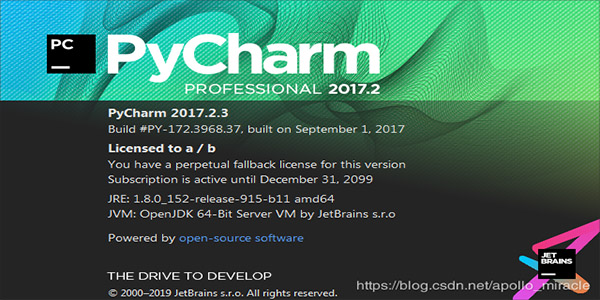 PC
PyCharm
PROFESSIONAL 2017.2
PyCharm 2017.2.3
Build #PY-172.3968.37, built on September 1, 2017
Licensed to a / b
You have a perpetual fallback license for this version
Subscription is active until December 31, 2099
JRE: 1.8.0_152-release-915-b11 amd64
JVM: OpenJDK 64-Bit Server VM by JetBrains s.r.o
Powered by open-source software
JET
BRAINS
THE DRIVE TO DEVELOP
https://blog.csdn.net/apollo_miracle
© 2000–2019 JetBrains s.r.o. All rights reserved.